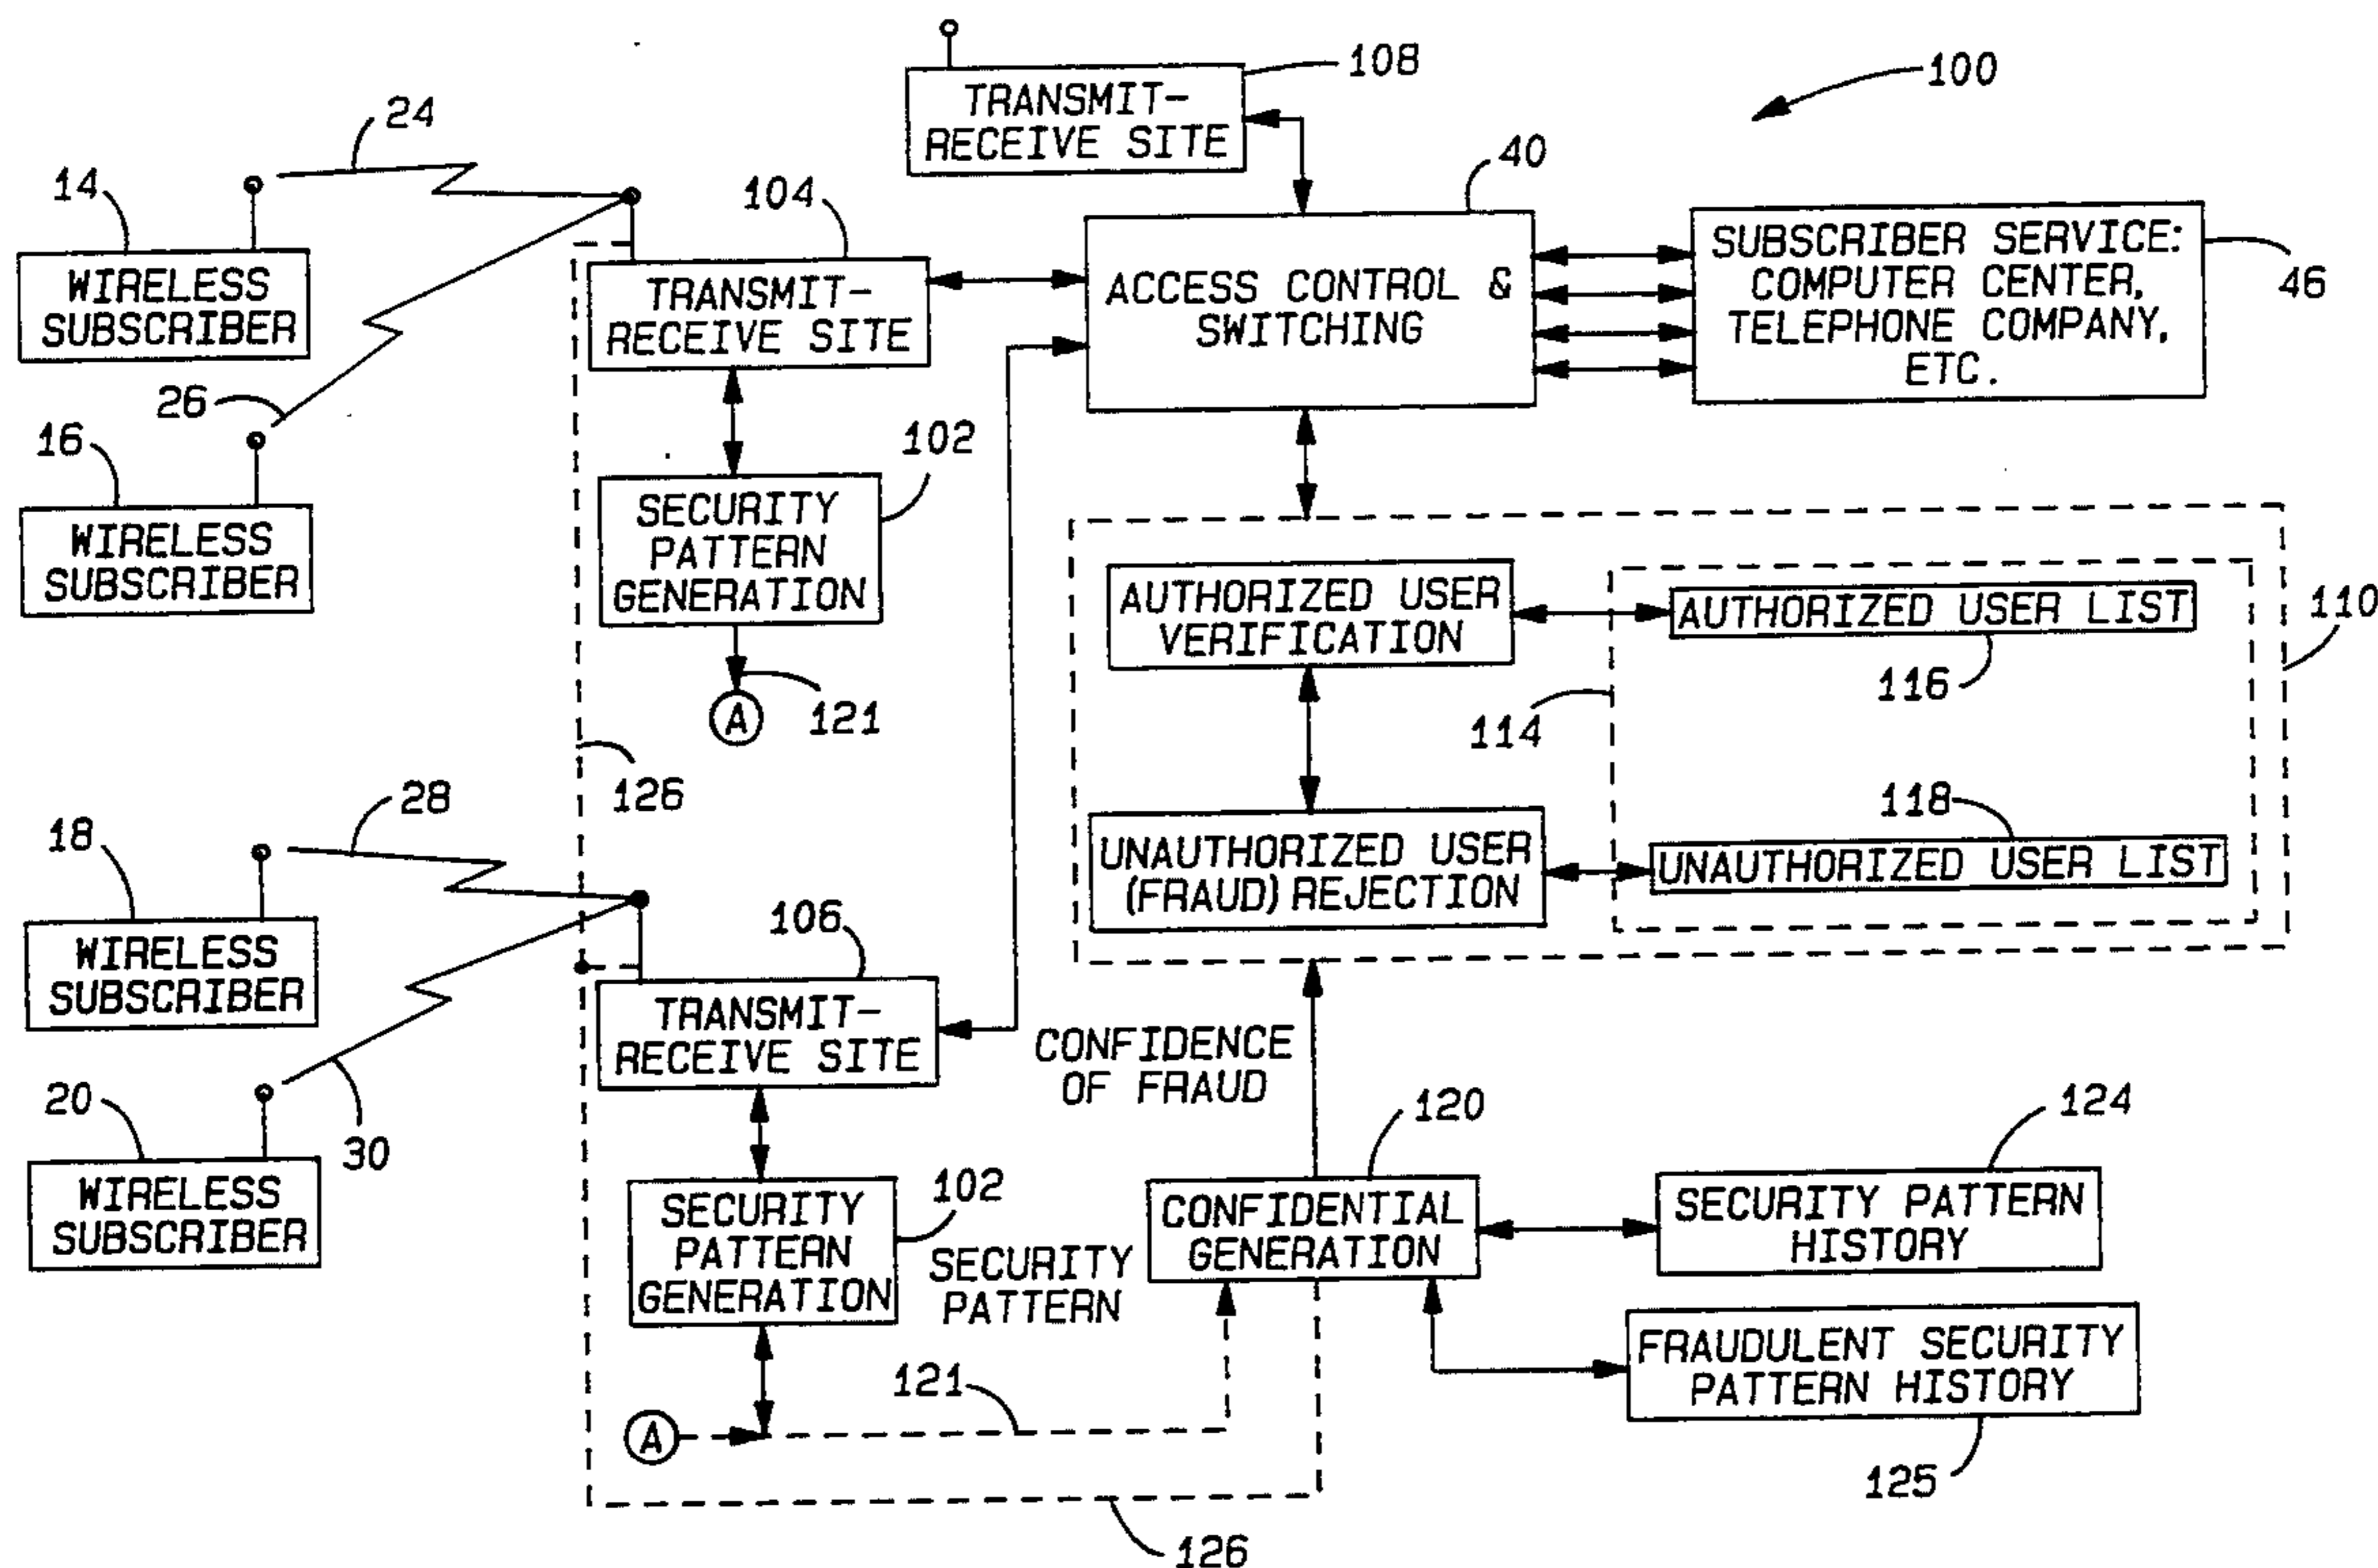 108
TRANSMIT-
RECEIVE SITE
100
24
14
104
40
WIRELESS
SUBSCRIBER
TRANSMIT-
RECEIVE SITE
ACCESS CONTROL &
SWITCHING
SUBSCRIBER SERVICE:
COMPUTER CENTER,
TELEPHONE COMPANY,
ETC.
46
26
16
102
WIRELESS
SUBSCRIBER
SECURITY
PATTERN
GENERATION
AUTHORIZED USER
VERIFICATION
AUTHORIZED USER LIST
110
116
114
121
A
126
28
18
118
UNAUTHORIZED USER
(FRAUD) REJECTION
UNAUTHORIZED USER LIST
WIRELESS
SUBSCRIBER
106
TRANSMIT-
RECEIVE SITE
CONFIDENCE
OF FRAUD
20
30
120
124
WIRELESS
SUBSCRIBER
102
SECURITY
PATTERN
GENERATION
SECURITY
PATTERN
CONFIDENTIAL
GENERATION
SECURITY PATTERN
HISTORY
FRAUDULENT SECURITY
PATTERN HISTORY
121
A
125
126